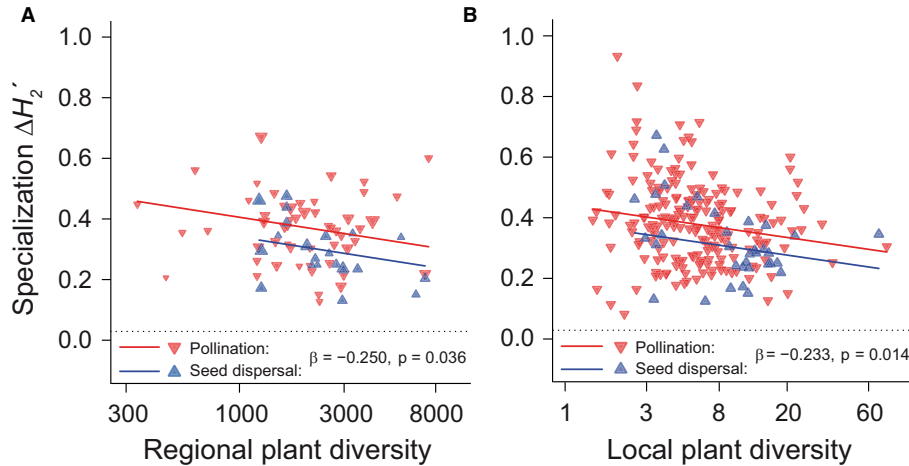 A
Specialization ΔH₂′
1.0
0.8
0.6
0.4
0.2
0.0
Pollination:
Seed dispersal:
β = −0.250, p = 0.036
300 1000 3000 8000
Regional plant diversity
B
1.0
0.8
0.6
0.4
0.2
0.0
Pollination:
Seed dispersal:
β = −0.233, p = 0.014
1 3 8 20 60
Local plant diversity